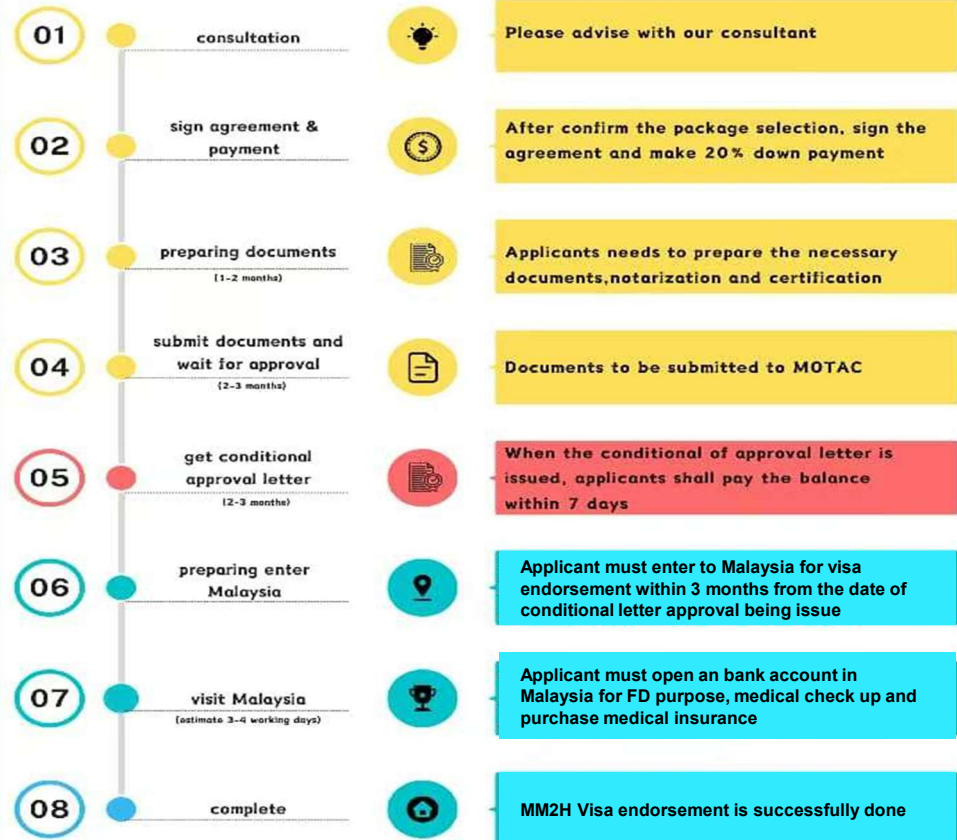 01
consultation
Please advise with our consultant
02
sign agreement &
payment
After confirm the package selection, sign the
agreement and make 20% down payment
03
preparing documents
(1-2 months)
Applicants needs to prepare the necessary
documents,notarization and certification
04
submit documents and
wait for approval
(2-3 months)
Documents to be submitted to MOTAC
05
get conditional
approval letter
(2-3 months)
When the conditional of approval letter is
issued, applicants shall pay the balance
within 7 days
06
preparing enter
Malaysia
Applicant must enter to Malaysia for visa
endorsement within 3 months from the date of
conditional letter approval being issue
07
visit Malaysia
(estimate 3-4 working days)
Applicant must open an bank account in
Malaysia for FD purpose, medical check up and
purchase medical insurance
08
complete
MM2H Visa endorsement is successfully done